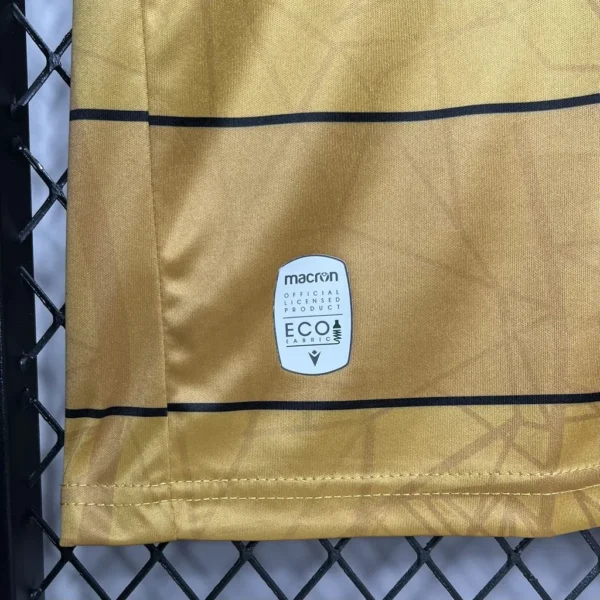 macron
OFFICIAL
LICENSED
PRODUCT
ECO
FABRIC